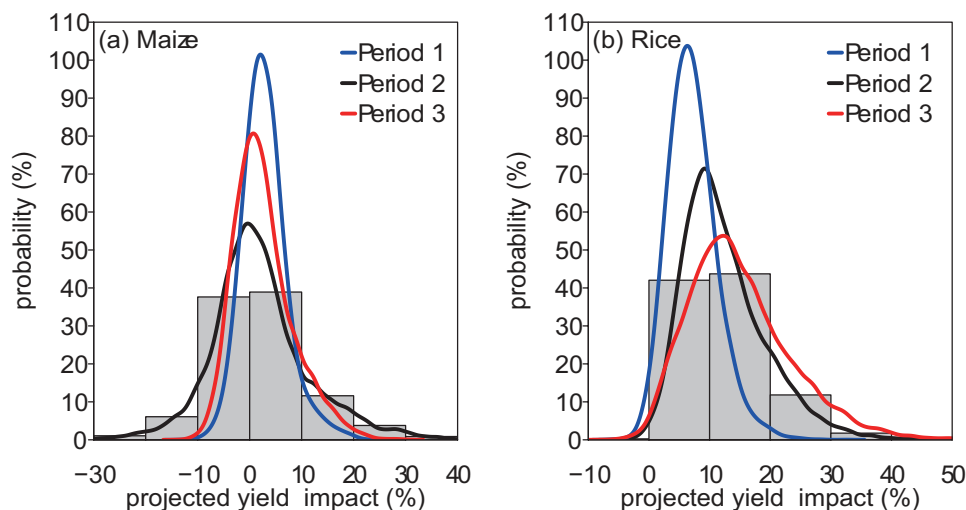 (a) Maize
Period 1
Period 2
Period 3
probability (%)
110
100
90
80
70
60
50
40
30
20
10
0
−30 −10 0 10 20 30 40
projected yield impact (%)
(b) Rice
Period 1
Period 2
Period 3
probability (%)
110
100
90
80
70
60
50
40
30
20
10
0
−10 0 10 20 30 40 50
projected yield impact (%)